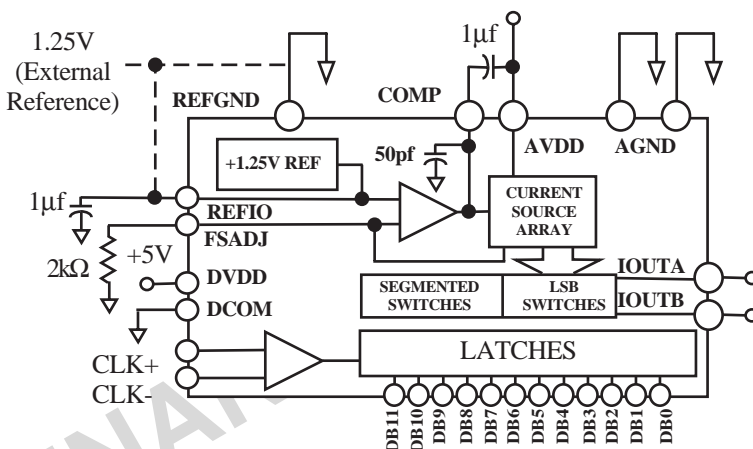 1.25V
(External
Reference)
REFGND
1µf
COMP
AVDD
AGND
+1.25V REF
50pf
CURRENT
SOURCE
ARRAY
1µf
REFIO
FSADJ
2kΩ
+5V
DVDD
DCOM
SEGMENTED
SWITCHES
LSB
SWITCHES
IOUTA
IOUTB
CLK+
CLK-
LATCHES
DB11
DB10
DB9
DB8
DB7
DB6
DB5
DB4
DB3
DB2
DB1
DB0